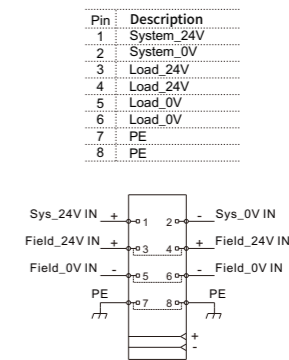 Pin Description
1 System_24V
2 System_0V
3 Load_24V
4 Load_24V
5 Load_0V
6 Load_0V
7 PE
8 PE
Sys_24V IN + 1 2 - Sys_0V IN
Field_24V IN + 3 4 + Field_24V IN
Field_0V IN - 5 6 - Field_0V IN
PE 7 8 PE
+
-